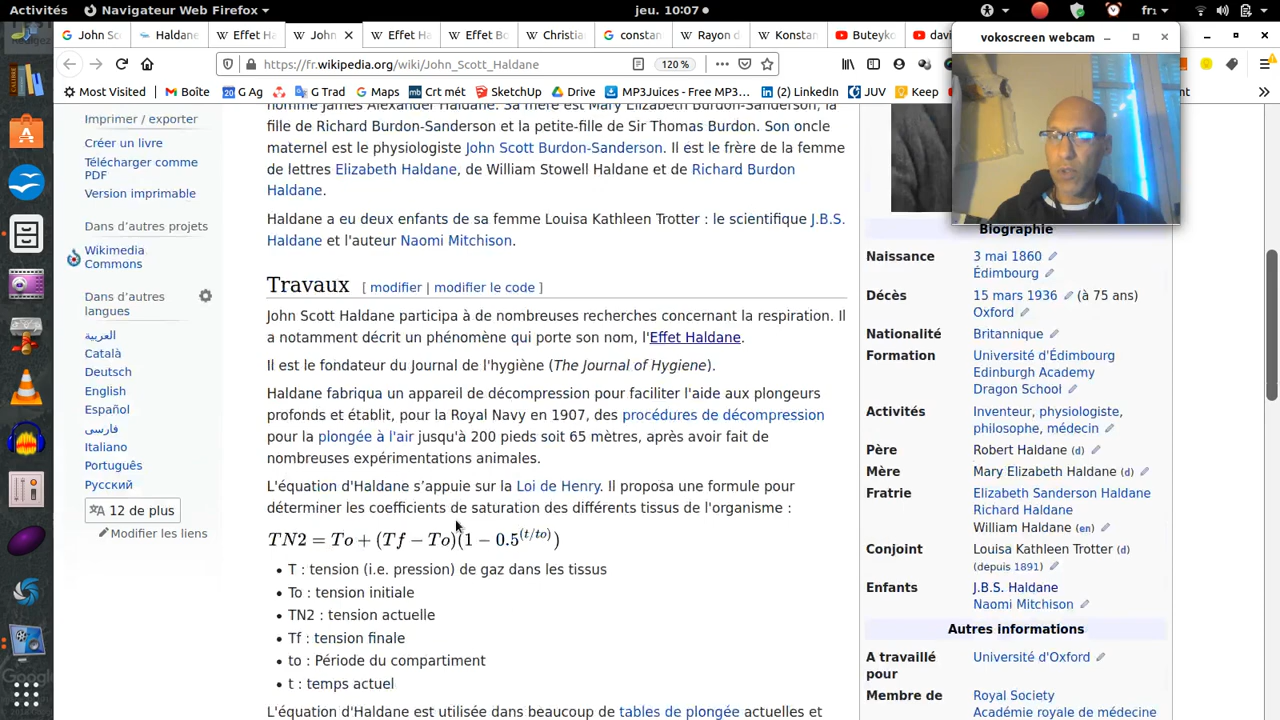 Activités
Navigateur Web Firefox
jeu. 10:07
fr1
John Sc
Haldane
Effet Ha
John
Effet H
Effet Bo
Christia
constan
Rayon d
Konstan
Buteyko
davi
vokoscreen webcam
https://fr.wikipedia.org/wiki/John_Scott_Haldane
120 %
Most Visited
Boîte
G Ag
G Trad
Maps
Crt mét
SketchUp
Drive
MP3Juices - Free MP3…
(2) LinkedIn
JUV
Keep
Imprimer / exporter
Créer un livre
Télécharger comme
PDF
Version imprimable
Dans d'autres projets
Wikimedia
Commons
Dans d'autres
langues
العربية
Català
Deutsch
English
Español
فارسی
Italiano
Português
Русский
12 de plus
Modifier les liens
nommé James Alexander Haldane. Sa mère est Mary Elizabeth Burdon-Sanderson, la
fille de Richard Burdon-Sanderson et la petite-fille de Sir Thomas Burdon. Son oncle
maternel est le physiologiste John Scott Burdon-Sanderson. Il est le frère de la femme
de lettres Elizabeth Haldane, de William Stowell Haldane et de Richard Burdon
Haldane.
Haldane a eu deux enfants de sa femme Louisa Kathleen Trotter : le scientifique J.B.S.
Haldane et l'auteur Naomi Mitchison.
Travaux [ modifier | modifier le code ]
John Scott Haldane participa à de nombreuses recherches concernant la respiration. Il
a notamment décrit un phénomène qui porte son nom, l'Effet Haldane.
Il est le fondateur du Journal de l'hygiène (The Journal of Hygiene).
Haldane fabriqua un appareil de décompression pour faciliter l'aide aux plongeurs
profonds et établit, pour la Royal Navy en 1907, des procédures de décompression
pour la plongée à l'air jusqu'à 200 pieds soit 65 mètres, après avoir fait de
nombreuses expérimentations animales.
L'équation d'Haldane s'appuie sur la Loi de Henry. Il proposa une formule pour
déterminer les coefficients de saturation des différents tissus de l'organisme :
TN2 = To + (Tf − To)(1 − 0.5^(t/to))
• T : tension (i.e. pression) de gaz dans les tissus
• To : tension initiale
• TN2 : tension actuelle
• Tf : tension finale
• to : Période du compartiment
• t : temps actuel
L'équation d'Haldane est utilisée dans beaucoup de tables de plongée actuelles et
Biographie
Naissance 3 mai 1860
Édimbourg
Décès 15 mars 1936 (à 75 ans)
Oxford
Nationalité Britannique
Formation Université d'Édimbourg
Edinburgh Academy
Dragon School
Activités Inventeur, physiologiste,
philosophe, médecin
Père Robert Haldane (d)
Mère Mary Elizabeth Haldane (d)
Fratrie Elizabeth Sanderson Haldane
Richard Haldane
William Haldane (en)
Conjoint Louisa Kathleen Trotter (d)
(depuis 1891)
Enfants J.B.S. Haldane
Naomi Mitchison
Autres informations
A travaillé Université d'Oxford
pour
Membre de Royal Society
Académie royale de médecine